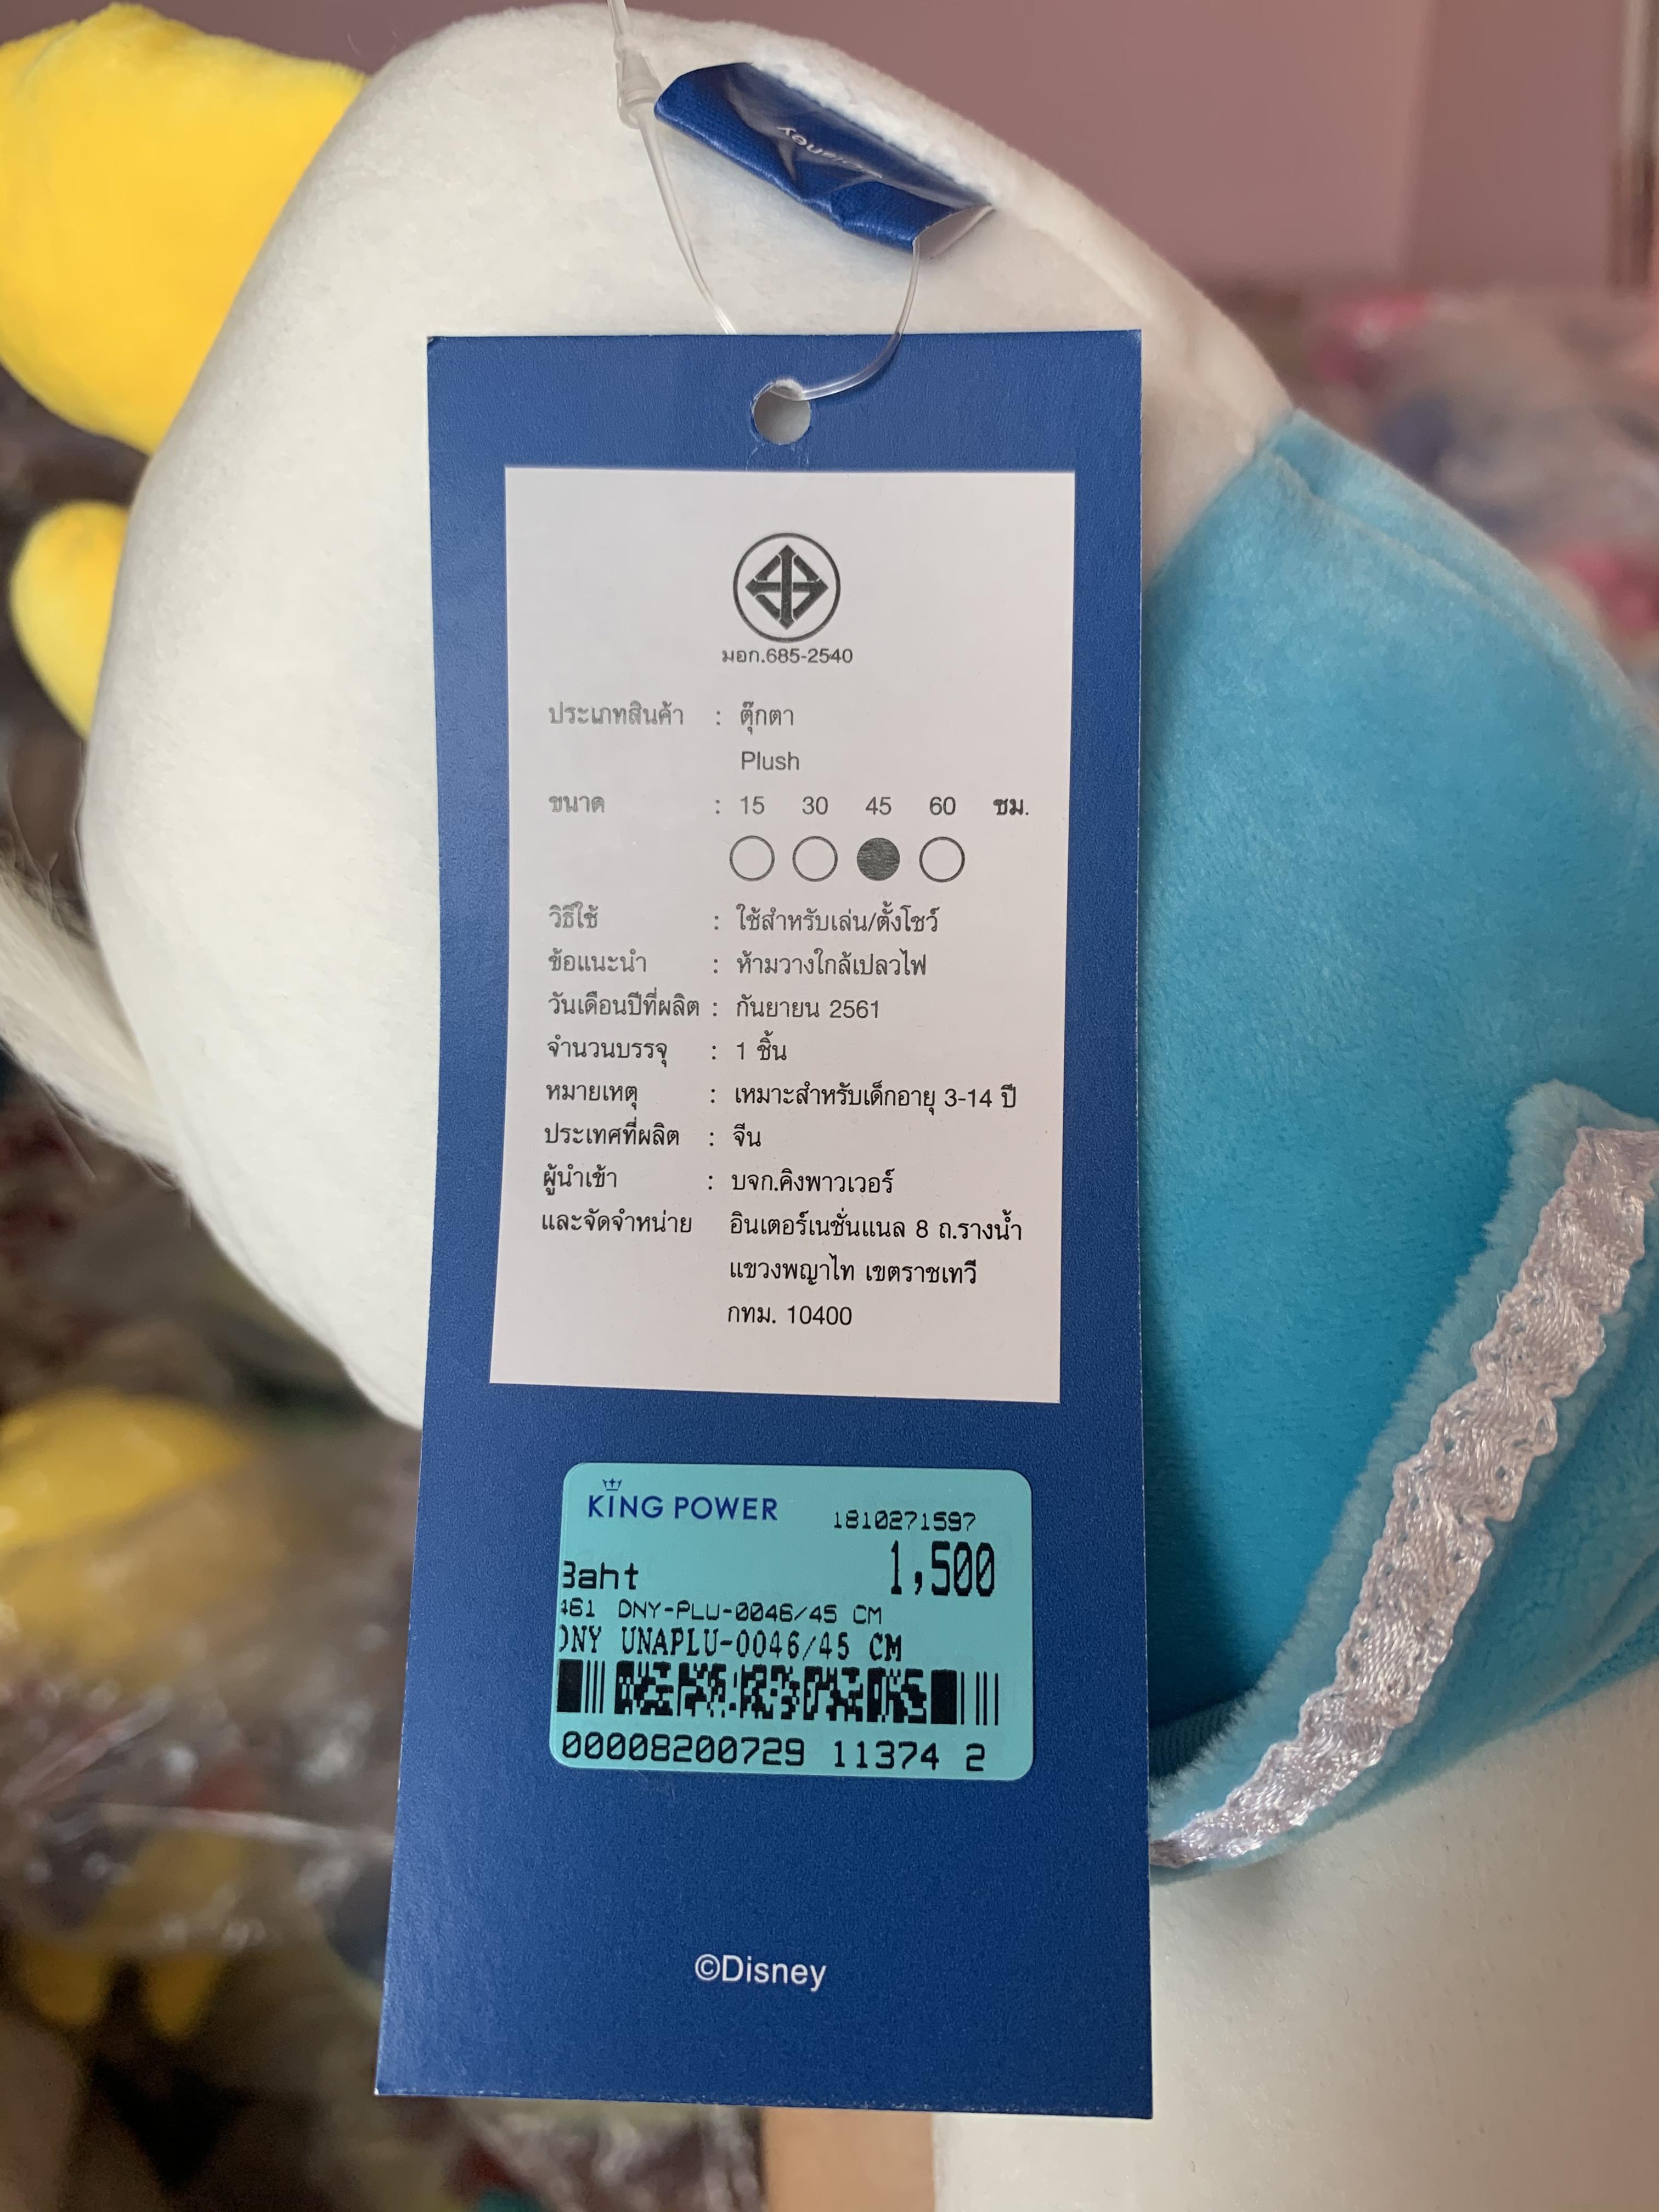 Disney
มอก.685-2540
ประเภทสินค้า : ตุ๊กตา
Plush
ขนาด : 15 30 45 60 ซม.
วิธีใช้ : ใช้สำหรับเล่น/ตั้งโชว์
ข้อแนะนำ : ห้ามวางใกล้เปลวไฟ
วันเดือนปีที่ผลิต : กันยายน 2561
จำนวนบรรจุ : 1 ชิ้น
หมายเหตุ : เหมาะสำหรับเด็กอายุ 3-14 ปี
ประเทศที่ผลิต : จีน
ผู้นำเข้า : บจก.คิงพาวเวอร์
และจัดจำหน่าย อินเตอร์เนชั่นแนล 8 ถ.รางน้ำ
แขวงพญาไท เขตราชเทวี
กทม. 10400
KING POWER 1810271597
Baht 1,500
461 DNY-PLU-0046/45 CM
DNY UNAPLU-0046/45 CM
00008200729 11374 2
©Disney